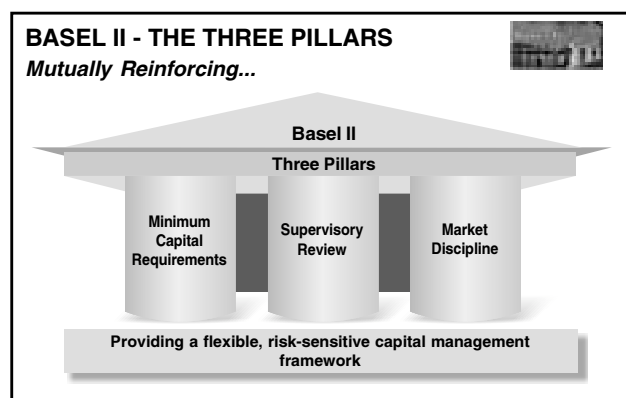 BASEL II - THE THREE PILLARS
Mutually Reinforcing...
Basel II
Three Pillars
Minimum
Capital
Requirements
Supervisory
Review
Market
Discipline
Providing a flexible, risk-sensitive capital management
framework